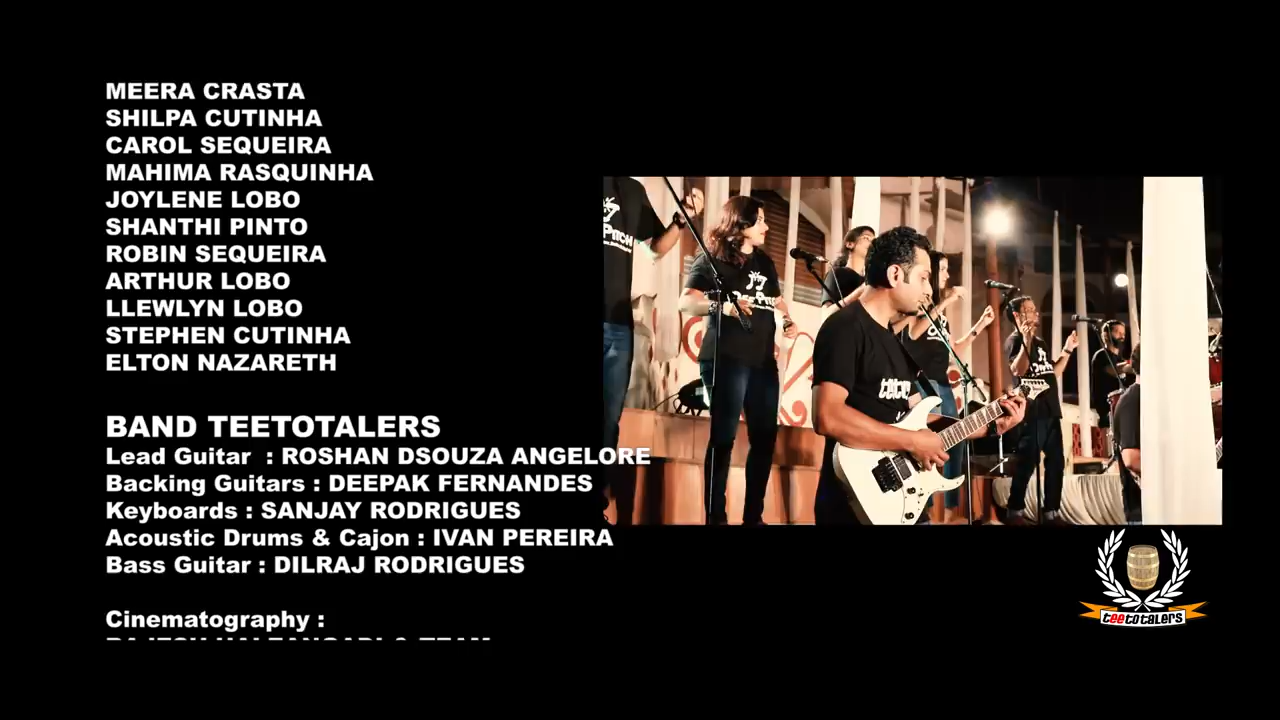 MEERA CRASTA
SHILPA CUTINHA
CAROL SEQUEIRA
MAHIMA RASQUINHA
JOYLENE LOBO
SHANTHI PINTO
ROBIN SEQUEIRA
ARTHUR LOBO
LLEWLYN LOBO
STEPHEN CUTINHA
ELTON NAZARETH
BAND TEETOTALERS
Lead Guitar : ROSHAN DSOUZA ANGELORE
Backing Guitars : DEEPAK FERNANDES
Keyboards : SANJAY RODRIGUES
Acoustic Drums & Cajon : IVAN PEREIRA
Bass Guitar : DILRAJ RODRIGUES
Cinematography :
teetotalers